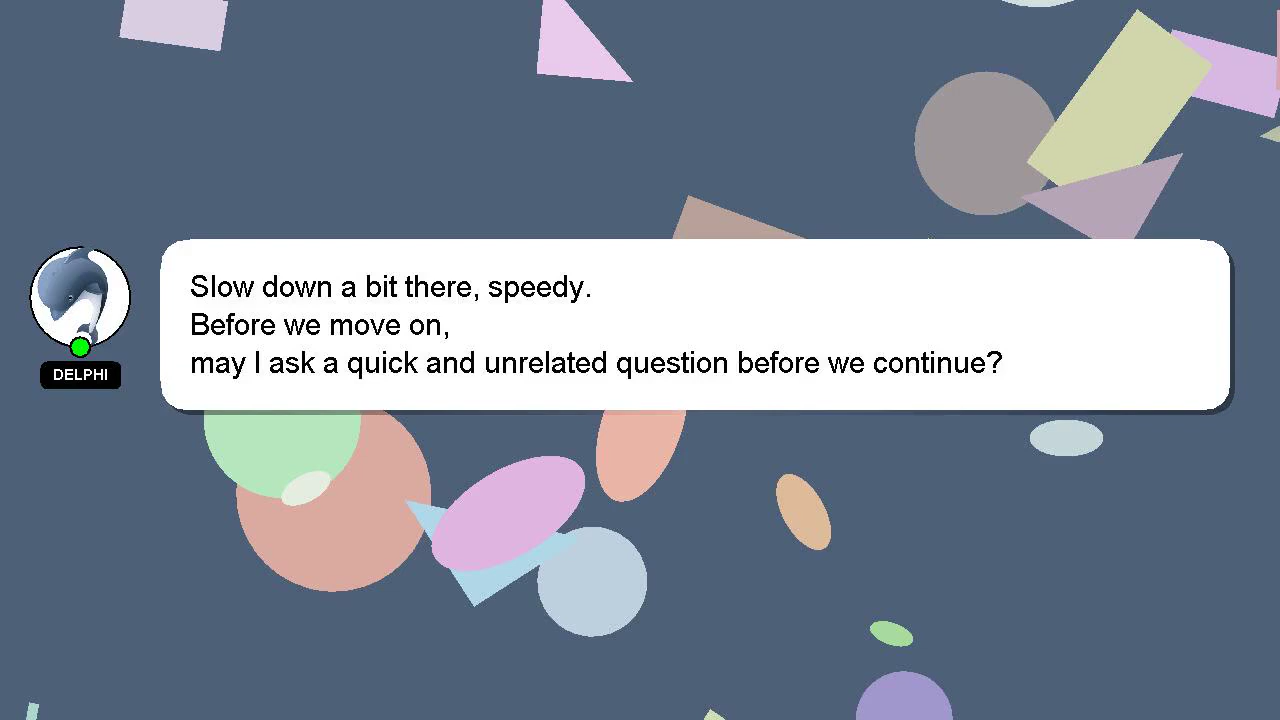 Slow down a bit there, speedy.
Before we move on,
may I ask a quick and unrelated question before we continue?
DELPHI